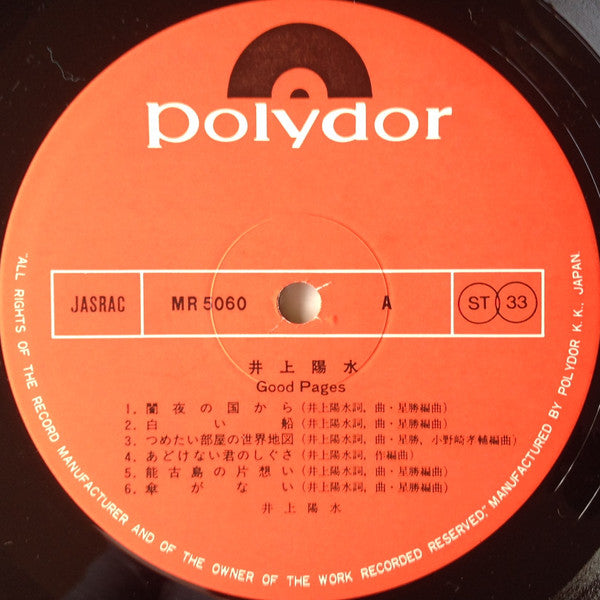 polydor
JASRAC MR 5060 A ST 33
井上陽水
Good Pages
1. 闇夜の国から (井上陽水詞, 曲・星勝編曲)
2. 白い船 (井上陽水詞, 曲・星勝編曲)
3. つめたい部屋の世界地図 (井上陽水詞, 曲・星勝, 小野崎孝輔編曲)
4. あどけない君のしぐさ (井上陽水詞, 作編曲)
5. 能古島の片想い (井上陽水詞, 曲・星勝編曲)
6. 傘がない (井上陽水詞, 曲・星勝編曲)
井上陽水
"ALL RIGHTS OF THE RECORD MANUFACTURER AND OF THE OWNER OF THE WORK RECORDED RESERVED," MANUFACTURED BY POLYDOR K. K., JAPAN.